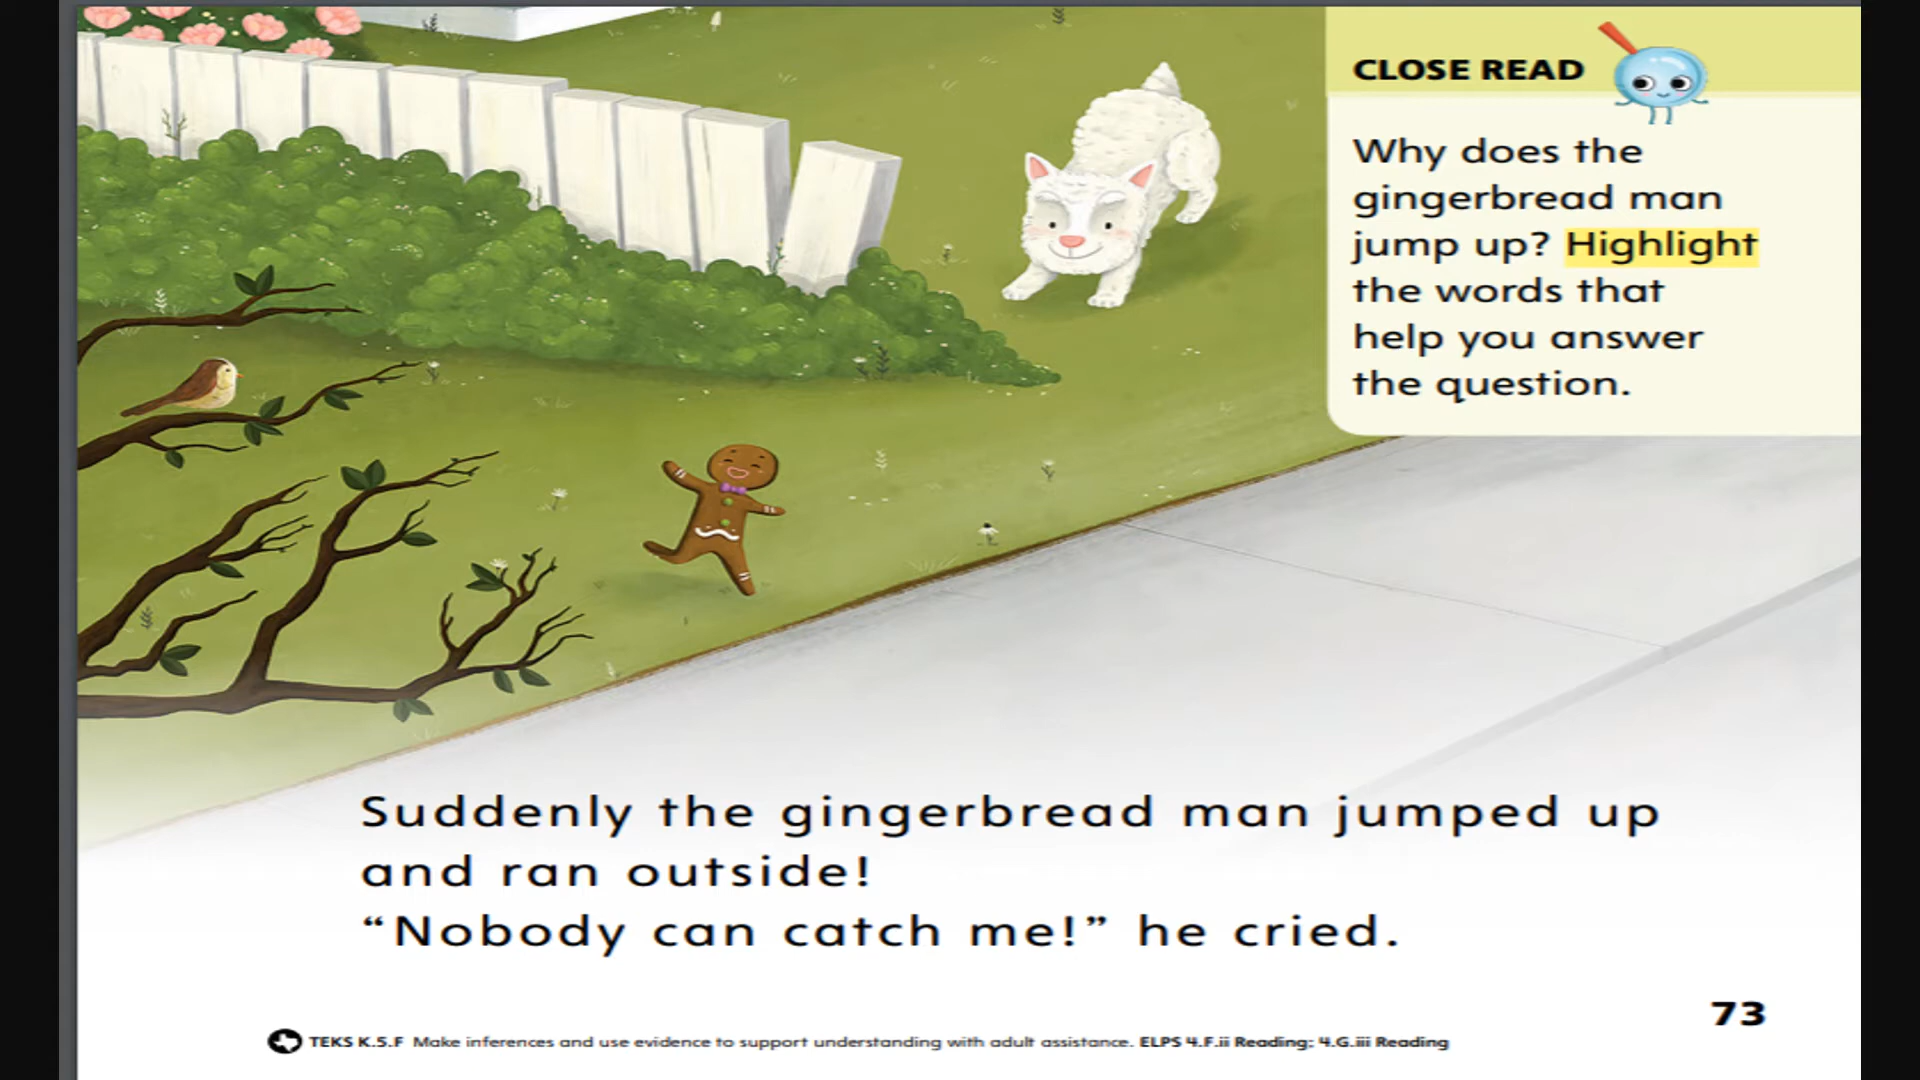 CLOSE READ
Why does the
gingerbread man
jump up? Highlight
the words that
help you answer
the question.
Suddenly the gingerbread man jumped up
and ran outside!
“Nobody can catch me!” he cried.
73
TEKS K.5.F Make inferences and use evidence to support understanding with adult assistance. ELPS 4.F.ii Reading; 4.G.iii Reading